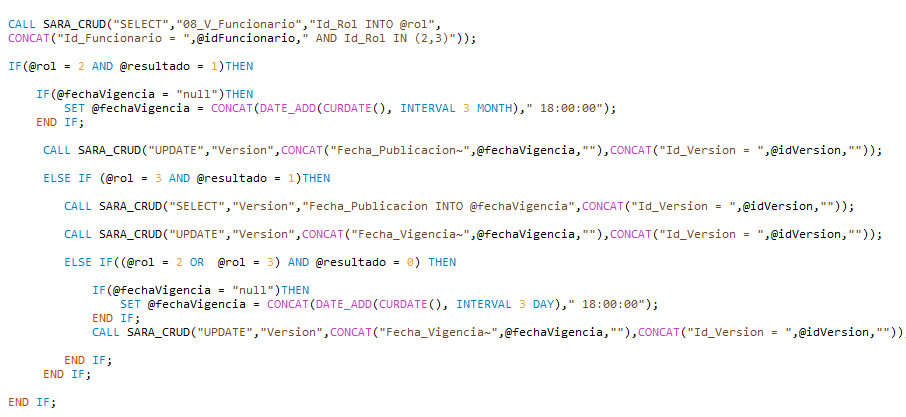 CALL SARA_CRUD("SELECT","08_V_Funcionario","Id_Rol INTO @rol",
CONCAT("Id_Funcionario = ",@idFuncionario," AND Id_Rol IN (2,3)"));
IF(@rol = 2 AND @resultado = 1)THEN
IF(@fechaVigencia = "null")THEN
SET @fechaVigencia = CONCAT(DATE_ADD(CURDATE(), INTERVAL 3 MONTH)," 18:00:00");
END IF;
CALL SARA_CRUD("UPDATE","Version",CONCAT("Fecha_Publicacion~",@fechaVigencia,""),CONCAT("Id_Version = ",@idVersion,""));
ELSE IF (@rol = 3 AND @resultado = 1)THEN
CALL SARA_CRUD("SELECT","Version","Fecha_Publicacion INTO @fechaVigencia",CONCAT("Id_Version = ",@idVersion,""));
CALL SARA_CRUD("UPDATE","Version",CONCAT("Fecha_Vigencia~",@fechaVigencia,""),CONCAT("Id_Version = ",@idVersion,""));
ELSE IF((@rol = 2 OR  @rol = 3) AND @resultado = 0) THEN
IF(@fechaVigencia = "null")THEN
SET @fechaVigencia = CONCAT(DATE_ADD(CURDATE(), INTERVAL 3 DAY)," 18:00:00");
END IF;
CALL SARA_CRUD("UPDATE","Version",CONCAT("Fecha_Vigencia~",@fechaVigencia,""),CONCAT("Id_Version = ",@idVersion,""))
END IF;
END IF;
END IF;